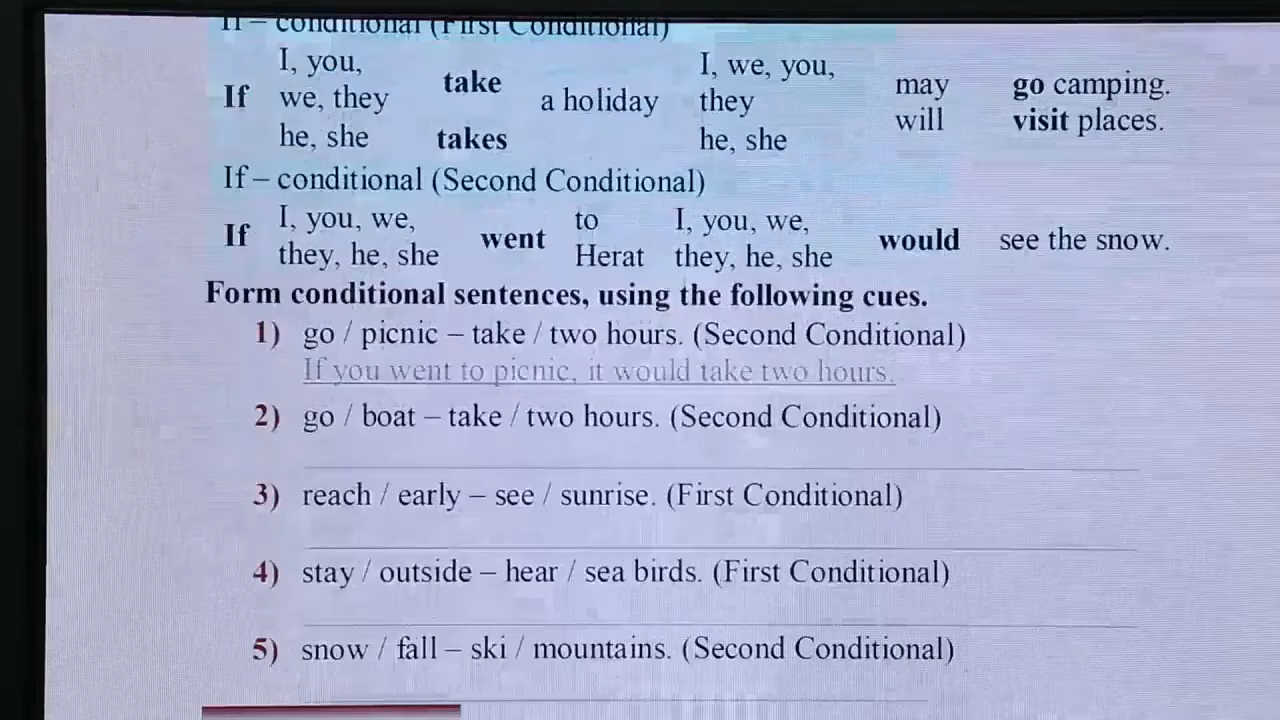 If – conditional (First Conditional)
I, you,
we, they
he, she
If
take
takes
a holiday
I, we, you,
they
he, she
may
will
go camping.
visit places.
If – conditional (Second Conditional)
If
I, you, we,
they, he, she
went
to
Herat
I, you, we,
they, he, she
would
see the snow.
Form conditional sentences, using the following cues.
1) go / picnic – take / two hours. (Second Conditional)
If you went to picnic, it would take two hours.
2) go / boat – take / two hours. (Second Conditional)
3) reach / early – see / sunrise. (First Conditional)
4) stay / outside – hear / sea birds. (First Conditional)
5) snow / fall – ski / mountains. (Second Conditional)